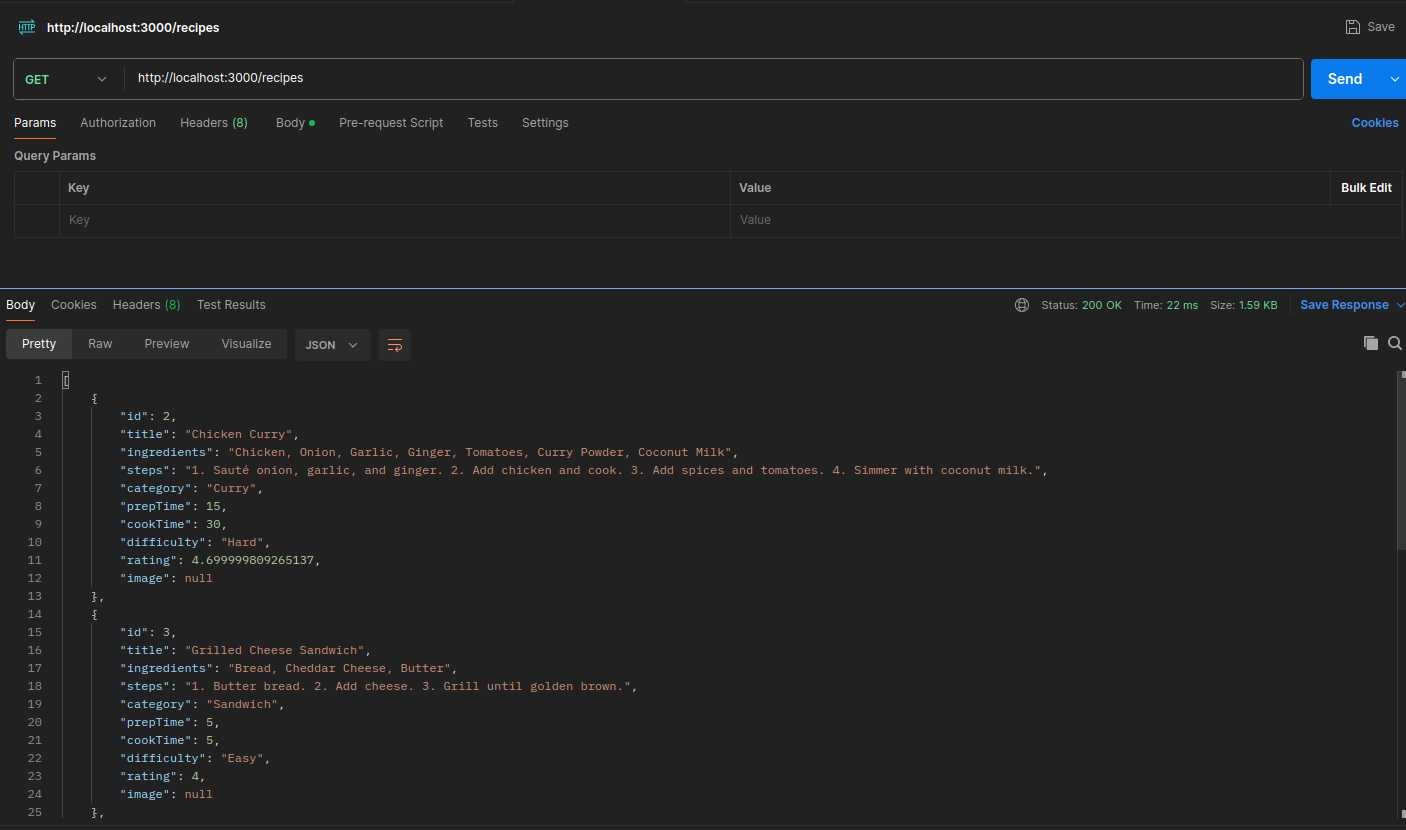 HTTP http://localhost:3000/recipes Save
GET http://localhost:3000/recipes Send
Params Authorization Headers (8) Body Pre-request Script Tests Settings Cookies
Query Params
Key Value Bulk Edit
Key Value
Body Cookies Headers (8) Test Results Status: 200 OK Time: 22 ms Size: 1.59 KB Save Response
Pretty Raw Preview Visualize JSON
1 [
2 {
3 "id": 2,
4 "title": "Chicken Curry",
5 "ingredients": "Chicken, Onion, Garlic, Ginger, Tomatoes, Curry Powder, Coconut Milk",
6 "steps": "1. Sauté onion, garlic, and ginger. 2. Add chicken and cook. 3. Add spices and tomatoes. 4. Simmer with coconut milk.",
7 "category": "Curry",
8 "prepTime": 15,
9 "cookTime": 30,
10 "difficulty": "Hard",
11 "rating": 4.699999809265137,
12 "image": null
13 },
14 {
15 "id": 3,
16 "title": "Grilled Cheese Sandwich",
17 "ingredients": "Bread, Cheddar Cheese, Butter",
18 "steps": "1. Butter bread. 2. Add cheese. 3. Grill until golden brown.",
19 "category": "Sandwich",
20 "prepTime": 5,
21 "cookTime": 5,
22 "difficulty": "Easy",
23 "rating": 4,
24 "image": null
25 },